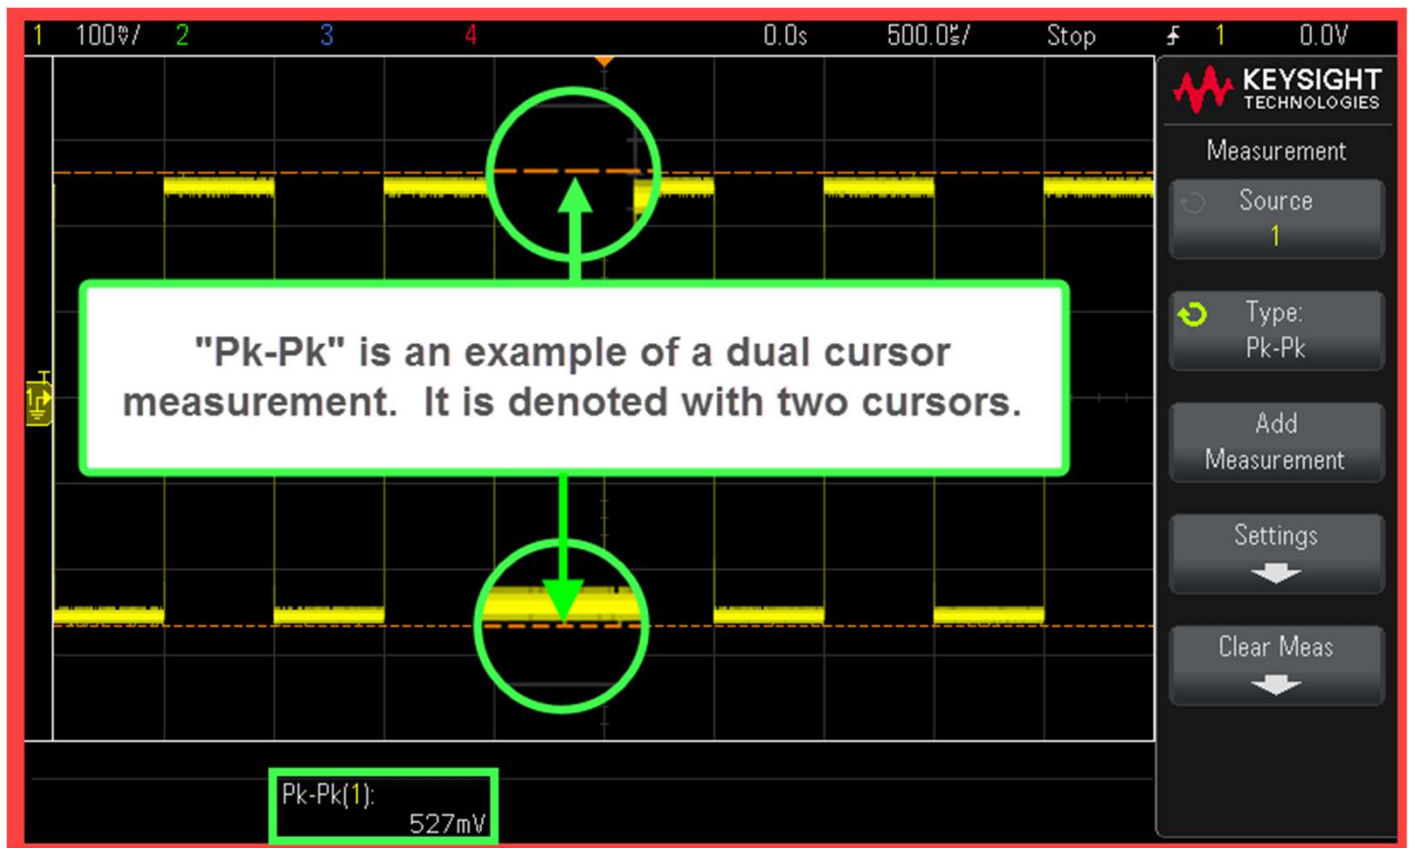 1 100mV/ 2 3 4 0.0s 500.0us/ Stop 1 0.0V
KEYSIGHT
TECHNOLOGIES
Measurement
Source
1
Type:
Pk-Pk
Add
Measurement
Settings
Clear Meas
"Pk-Pk" is an example of a dual cursor
measurement. It is denoted with two cursors.
T
1
Pk-Pk(1):
527mV